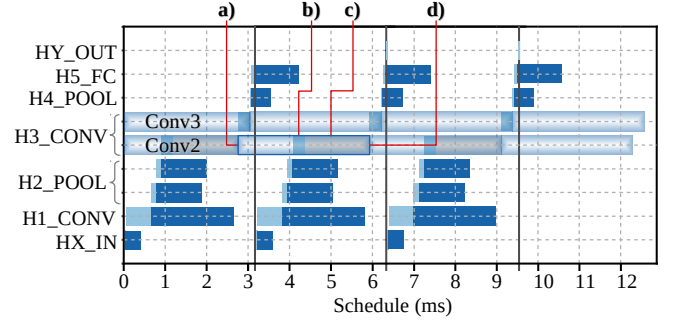 a) b) c) d)
HY_OUT
H5_FC
H4_POOL
Conv3
H3_CONV
Conv2
H2_POOL
H1_CONV
HX_IN
0 1 2 3 4 5 6 7 8 9 10 11 12
Schedule (ms)